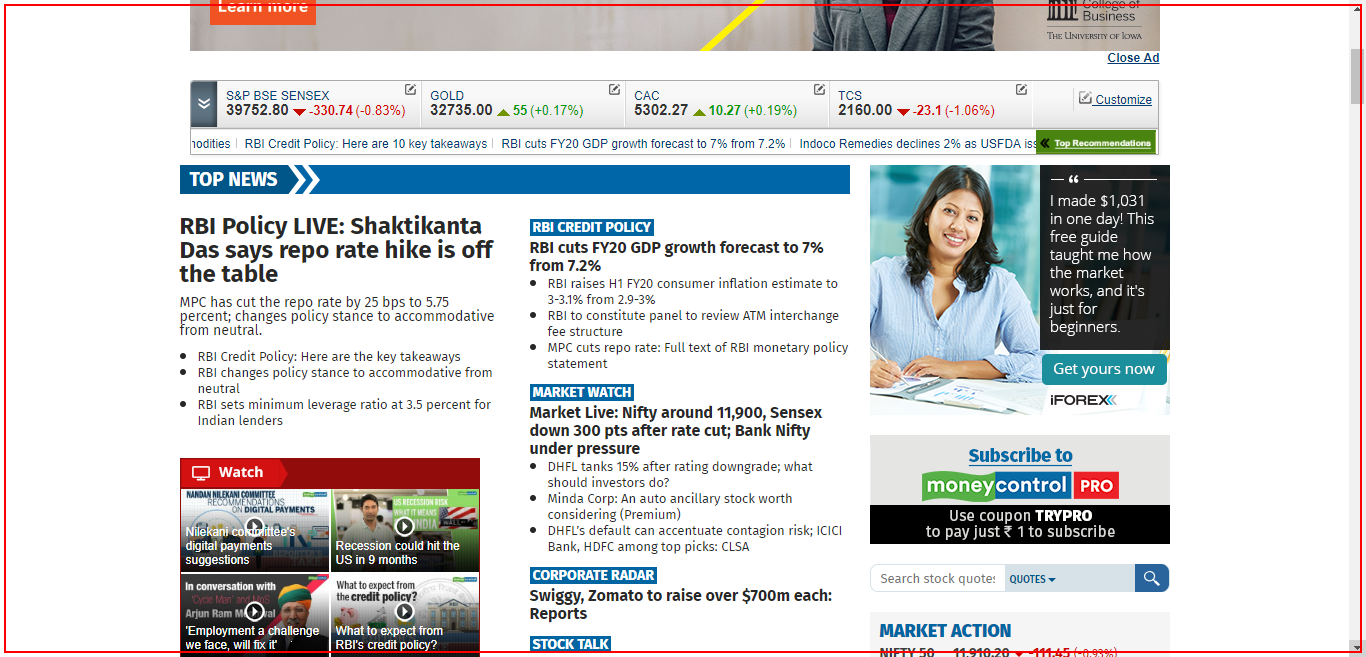 Learn more
College of
Business
THE UNIVERSITY OF IOWA
Close Ad
S&P BSE SENSEX
39752.80 -330.74 (-0.83%)
GOLD
32735.00 55 (+0.17%)
CAC
5302.27 10.27 (+0.19%)
TCS
2160.00 -23.1 (-1.06%)
Customize
modities | RBI Credit Policy: Here are 10 key takeaways | RBI cuts FY20 GDP growth forecast to 7% from 7.2% | Indoco Remedies declines 2% as USFDA iss
Top Recommendations
TOP NEWS
RBI Policy LIVE: Shaktikanta
Das says repo rate hike is off
the table
MPC has cut the repo rate by 25 bps to 5.75
percent; changes policy stance to accommodative
from neutral.
• RBI Credit Policy: Here are the key takeaways
• RBI changes policy stance to accommodative from
neutral
• RBI sets minimum leverage ratio at 3.5 percent for
Indian lenders
Watch
NANDAN NILEKANI COMMITTEE
RECOMMENDATIONS
ON DIGITAL PAYMENTS
Nilekani committee's
digital payments
suggestions
US RECESSION RISK
WHAT IT MEANS
INDIA
WALL
Recession could hit the
US in 9 months
In conversation with
'Cycle Man' and MoS
Arjun Ram Meghwal
'Employment a challenge
we face, will fix it'
What to expect from
the credit policy?
What to expect from
RBI's credit policy?
RBI CREDIT POLICY
RBI cuts FY20 GDP growth forecast to 7%
from 7.2%
• RBI raises H1 FY20 consumer inflation estimate to
3-3.1% from 2.9-3%
• RBI to constitute panel to review ATM interchange
fee structure
• MPC cuts repo rate: Full text of RBI monetary policy
statement
MARKET WATCH
Market Live: Nifty around 11,900, Sensex
down 300 pts after rate cut; Bank Nifty
under pressure
• DHFL tanks 15% after rating downgrade; what
should investors do?
• Minda Corp: An auto ancillary stock worth
considering (Premium)
• DHFL's default can accentuate contagion risk; ICICI
Bank, HDFC among top picks: CLSA
CORPORATE RADAR
Swiggy, Zomato to raise over $700m each:
Reports
STOCK TALK
“
I made $1,031
in one day! This
free guide
taught me how
the market
works, and it's
just for
beginners.
Get yours now
iFOREX
Subscribe to
moneycontrol PRO
Use coupon TRYPRO
to pay just ₹ 1 to subscribe
Search stock quotes
QUOTES
MARKET ACTION
NIFTY 50 11,910.20 -111.45 (-0.93%)